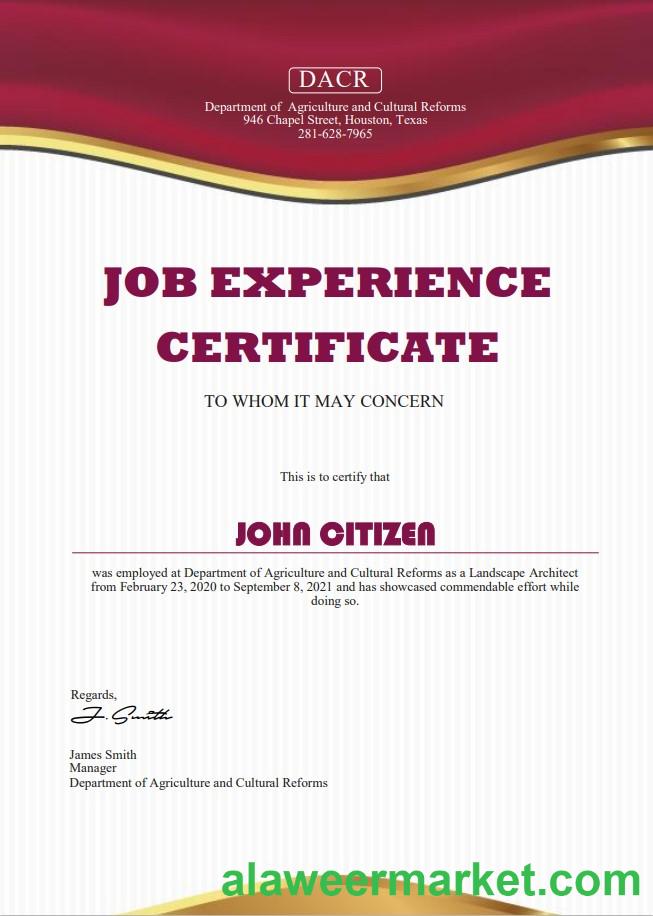 DACR
Department of Agriculture and Cultural Reforms
946 Chapel Street, Houston, Texas
281-628-7965
JOB EXPERIENCE
CERTIFICATE
TO WHOM IT MAY CONCERN
This is to certify that
JOHN CITIZEN
was employed at Department of Agriculture and Cultural Reforms as a Landscape Architect
from February 23, 2020 to September 8, 2021 and has showcased commendable effort while
doing so.
Regards,
J. Smith
James Smith
Manager
Department of Agriculture and Cultural Reforms
alaweermarket.com